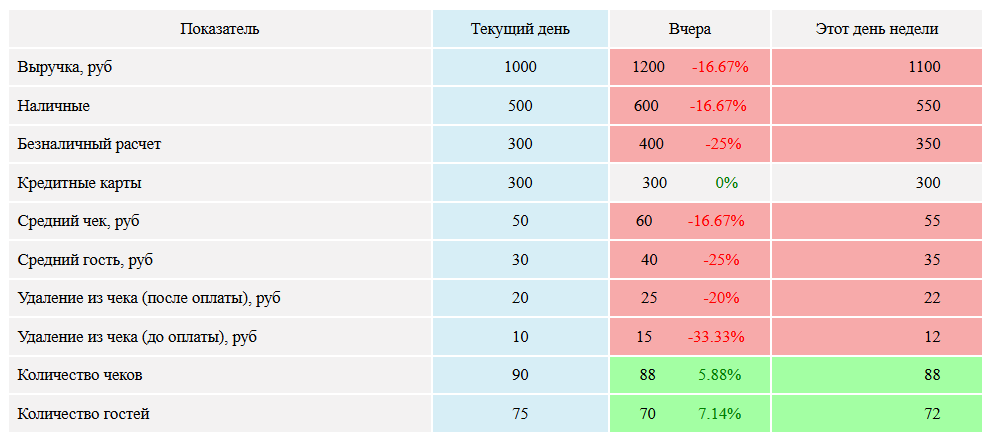 Показатель Текущий день Вчера Этот день недели
Выручка, руб 1000 1200 -16.67% 1100
Наличные 500 600 -16.67% 550
Безналичный расчет 300 400 -25% 350
Кредитные карты 300 300 0% 300
Средний чек, руб 50 60 -16.67% 55
Средний гость, руб 30 40 -25% 35
Удаление из чека (после оплаты), руб 20 25 -20% 22
Удаление из чека (до оплаты), руб 10 15 -33.33% 12
Количество чеков 90 88 5.88% 88
Количество гостей 75 70 7.14% 72